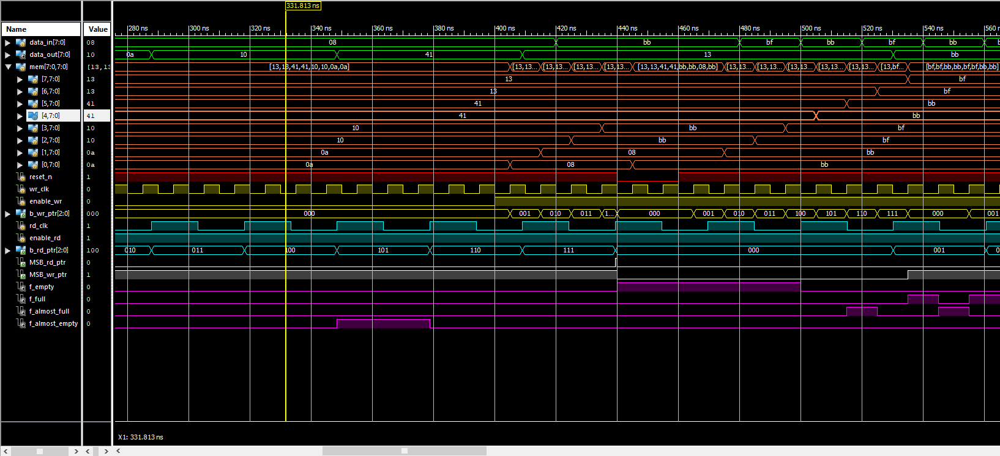 331.813 ns
Name Value 280 ns 300 ns 320 ns 340 ns 360 ns 380 ns 400 ns 420 ns 440 ns 460 ns 480 ns 500 ns 520 ns 540 ns 560
data_in[7:0] 08 08 bb bf bb bf bb
data_out[7:0] 10 0a 10 41 13 bb
mem[7:0,7:0] [13,13 [13,13,41,41,10,10,0a,0a] [13,13... [13,13... [13,13... [13,13... [13,13,41,41,bb,bb,08,bb] [13,13... [13,13... [13,13... [13,13... [13,bf... [bf,bf,bb,bb,bf,bf,bb,bb]
[7,7:0] 13 13 bf
[6,7:0] 13 13 bf
[5,7:0] 41 41 bb
[4,7:0] 41 41 bb
[3,7:0] 10 10 bb bf
[2,7:0] 10 10 bb bf
[1,7:0] 0a 0a 08 bb
[0,7:0] 0a 0a 08 bb
reset_n 1
wr_clk 0
enable_wr 0
b_wr_ptr[2:0] 000 000 001 010 011 1... 000 001 010 011 100 101 110 111 000 001
rd_clk 1
enable_rd 1
b_rd_ptr[2:0] 100 010 011 100 101 110 111 000 001 0
MSB_rd_ptr 0
MSB_wr_ptr 1
f_empty 0
f_full 0
f_almost_full 0
f_almost_empty 0
X1: 331.813 ns